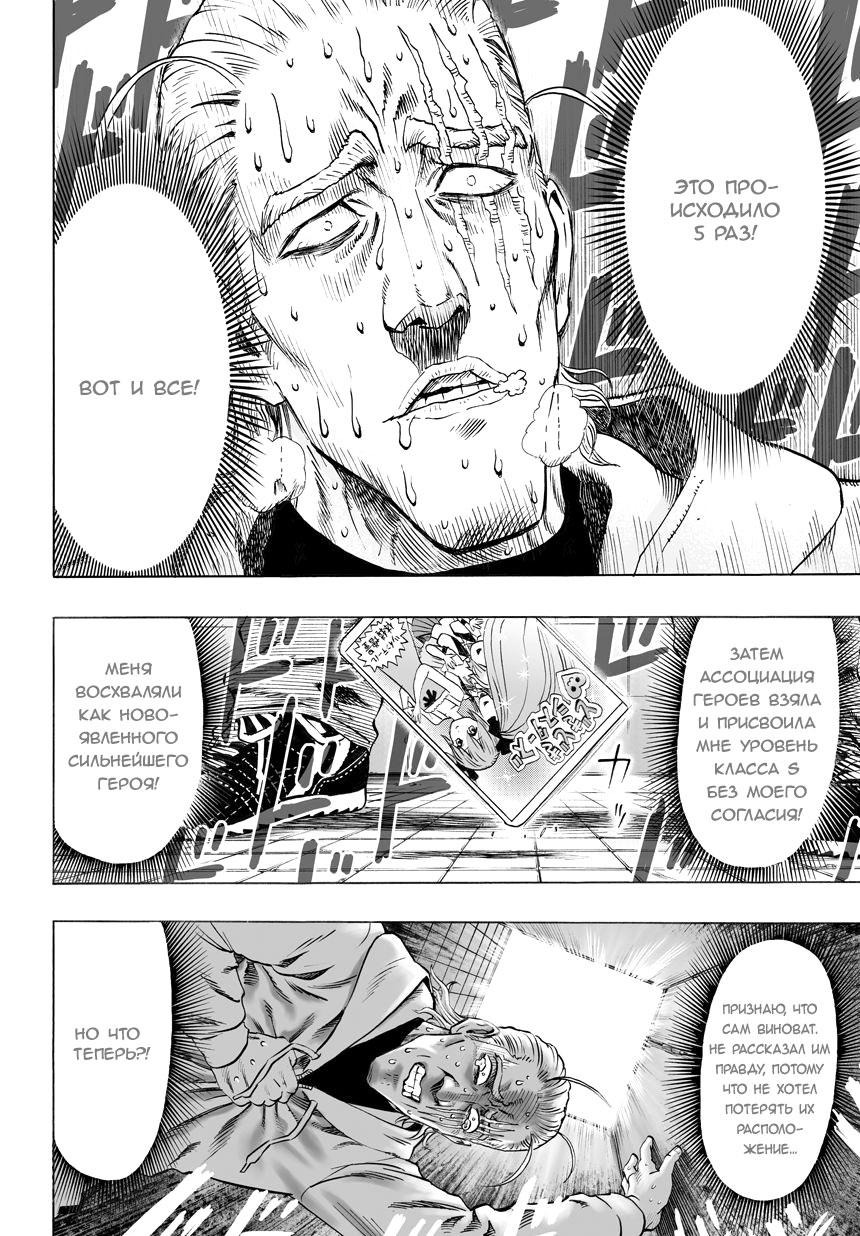 ЭТО ПРО-
ИСХОДИЛО
5 РАЗ!
ВОТ И ВСЕ!
ЗАТЕМ
АССОЦИАЦИЯ
ГЕРОЕВ ВЗЯЛА
И ПРИСВОИЛА
МНЕ УРОВЕНЬ
КЛАССА S
БЕЗ МОЕГО
СОГЛАСИЯ!
МЕНЯ
ВОСХВАЛЯЛИ
КАК НОВО-
ЯВЛЕННОГО
СИЛЬНЕЙШЕГО
ГЕРОЯ!
カ
ПРИЗНАЮ, ЧТО
САМ ВИНОВАТ.
НЕ РАССКАЗАЛ ИМ
ПРАВДУ, ПОТОМУ
ЧТО НЕ ХОТЕЛ
ПОТЕРЯТЬ ИХ
РАСПОЛО-
ЖЕНИЕ...
НО ЧТО
ТЕПЕРЬ?!